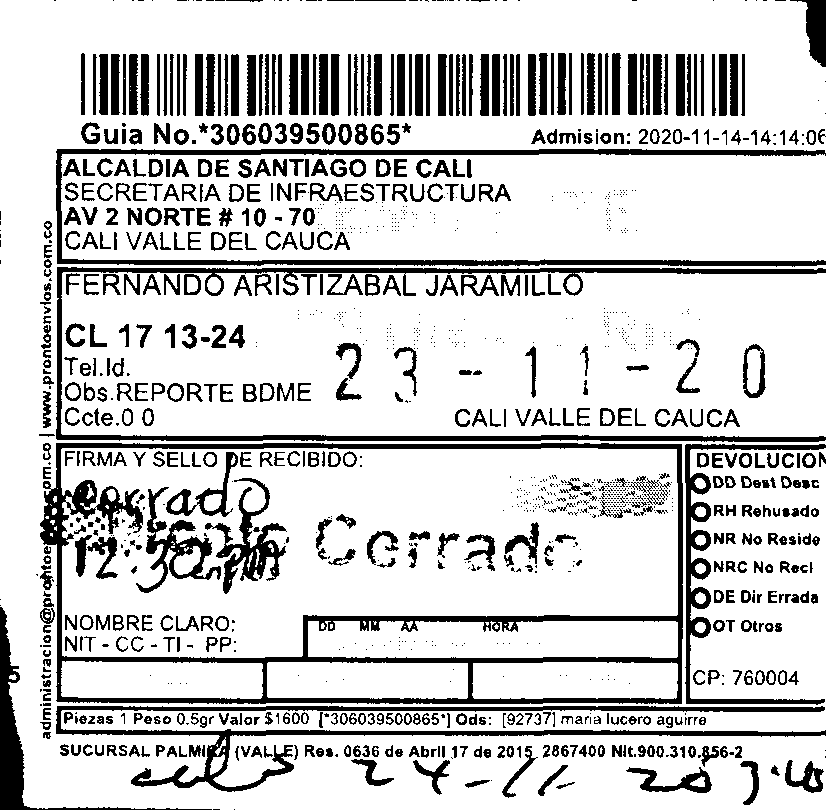 Guia No.*306039500865*
Admision: 2020-11-14-14:14:06
ALCALDIA DE SANTIAGO DE CALI
SECRETARIA DE INFRAESTRUCTURA
AV 2 NORTE # 10 - 70
CALI VALLE DEL CAUCA
FERNANDO ARISTIZABAL JARAMILLO
CL 17 13-24
Tel.Id.
23-11-20
Obs.REPORTE BDME
Ccte.0 0
CALI VALLE DEL CAUCA
www.prontoenvios.com.co
FIRMA Y SELLO DE RECIBIDO:
Cerrado
12:30 pm
Cerrado
DEVOLUCION
DD Dest Desc
RH Rehusado
NR No Reside
NRC No Recl
DE Dir Errada
OT Otros
NOMBRE CLARO:
NIT - CC - TI - PP:
DD MM AA HORA
CP: 760004
Piezas 1 Peso 0.5gr Valor $1600 [*306039500865*] Ods: [92737] maria lucero aguirre
SUCURSAL PALMIRA (VALLE) Res. 0636 de Abril 17 de 2015 2867400 Nit.900.310.856-2
24-11-20